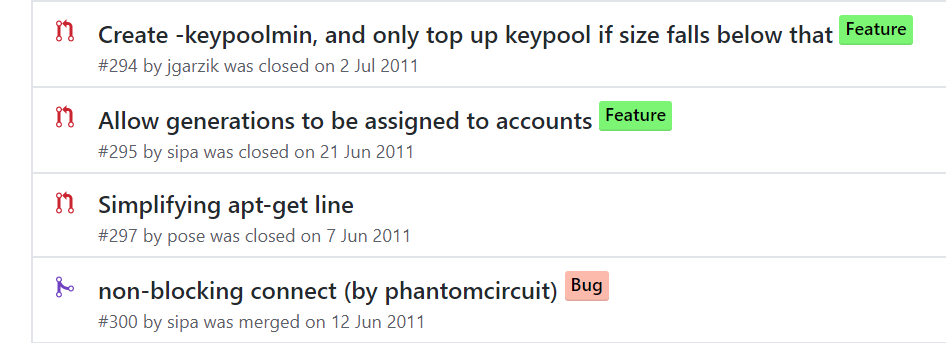 Create -keypoolmin, and only top up keypool if size falls below that Feature
#294 by jgarzik was closed on 2 Jul 2011
Allow generations to be assigned to accounts Feature
#295 by sipa was closed on 21 Jun 2011
Simplifying apt-get line
#297 by pose was closed on 7 Jun 2011
non-blocking connect (by phantomcircuit) Bug
#300 by sipa was merged on 12 Jun 2011